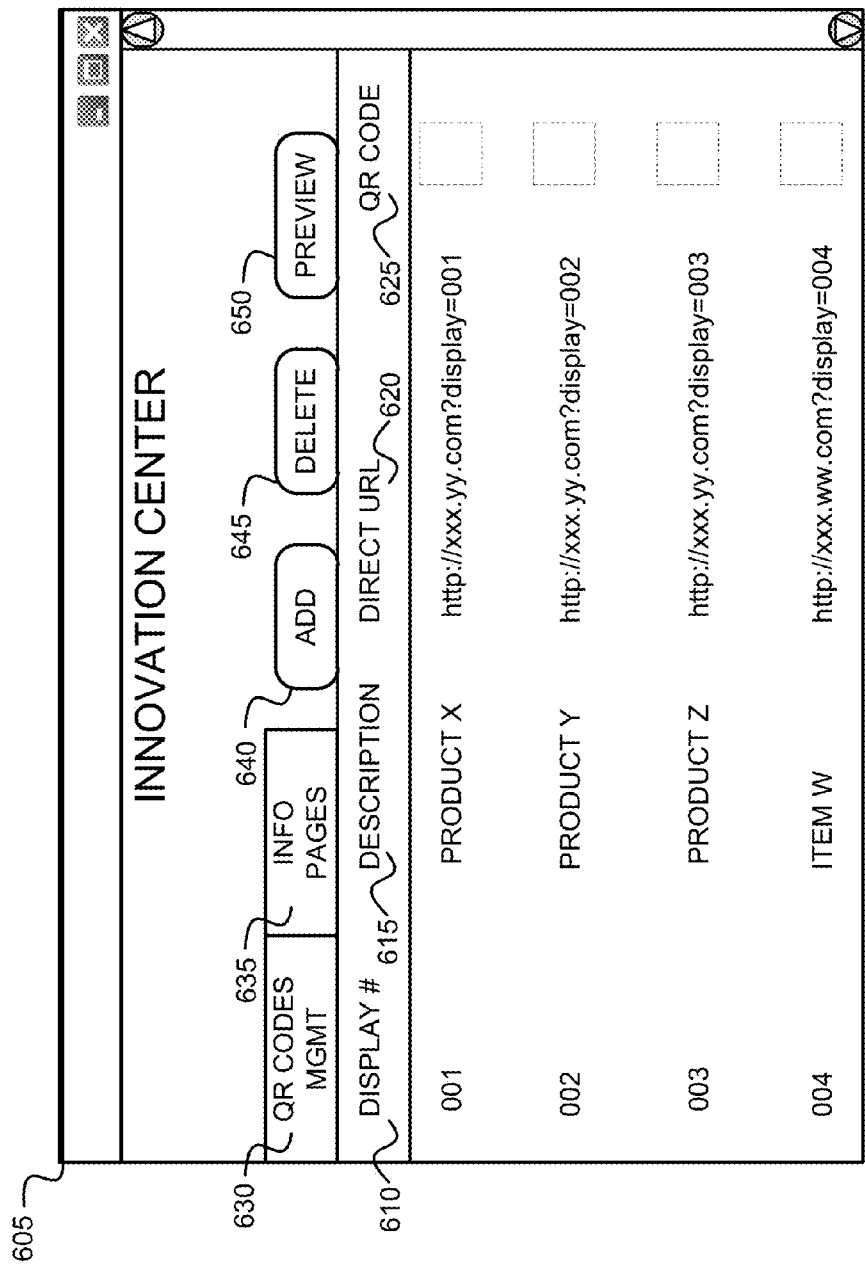 605
INNOVATION CENTER
630
635
640
645
650
QR CODES
MGMT
INFO
PAGES
ADD
DELETE
PREVIEW
DISPLAY #
DESCRIPTION
DIRECT URL
QR CODE
610
615
620
625
001 PRODUCT X http://xxx.yy.com?display=001
002 PRODUCT Y http://xxx.yy.com?display=002
003 PRODUCT Z http://xxx.yy.com?display=003
004 ITEM W http://xxx.ww.com?display=004